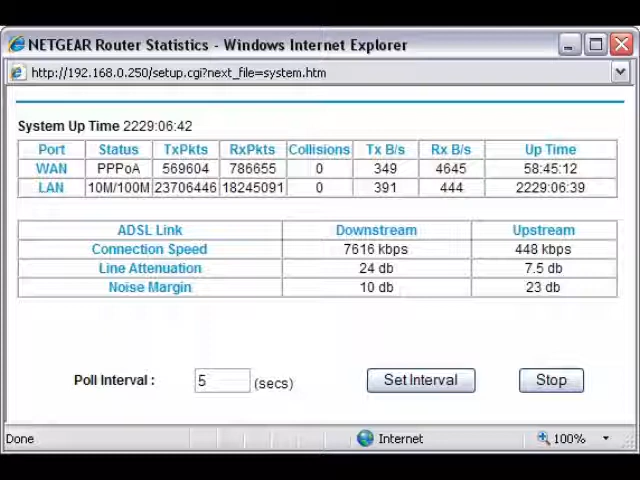 NETGEAR Router Statistics - Windows Internet Explorer
http://192.168.0.250/setup.cgi?next_file=system.htm
System Up Time 2229:06:42
Port Status TxPkts RxPkts Collisions Tx B/s Rx B/s Up Time
WAN PPPoA 569604 786655 0 349 4645 58:45:12
LAN 10M/100M 23706446 18245091 0 391 444 2229:06:39
ADSL Link Downstream Upstream
Connection Speed 7616 kbps 448 kbps
Line Attenuation 24 db 7.5 db
Noise Margin 10 db 23 db
Poll Interval : 5 (secs) Set Interval Stop
Done Internet 100%